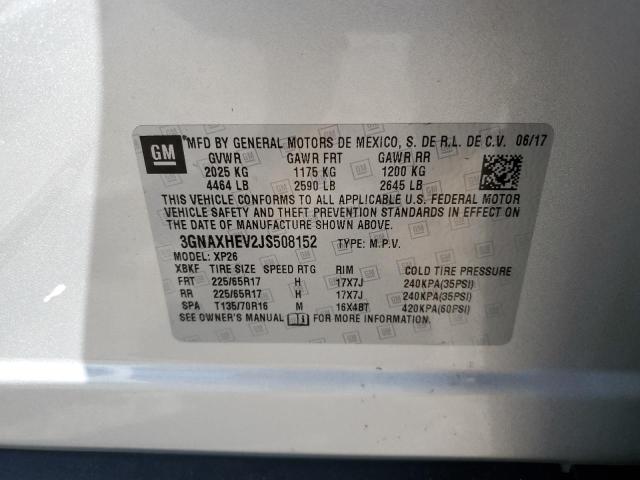 GM
MFD BY GENERAL MOTORS DE MEXICO, S. DE R.L. DE C.V. 06/17
GVWR GAWR FRT GAWR RR
2025 KG 1175 KG 1200 KG
4464 LB 2590 LB 2645 LB
THIS VEHICLE CONFORMS TO ALL APPLICABLE U.S. FEDERAL MOTOR
VEHICLE SAFETY AND THEFT PREVENTION STANDARDS IN EFFECT ON
THE DATE OF MANUFACTURE SHOWN ABOVE.
3GNAXHEV2JS508152 TYPE: M.P.V.
MODEL: XP26
XBKF TIRE SIZE SPEED RTG RIM COLD TIRE PRESSURE
FRT 225/65R17 H 17X7J 240KPA(35PSI)
RR 225/65R17 H 17X7J 240KPA(35PSI)
SPA T135/70R16 M 16X4BT 420KPA(60PSI)
SEE OWNER'S MANUAL FOR MORE INFORMATION.